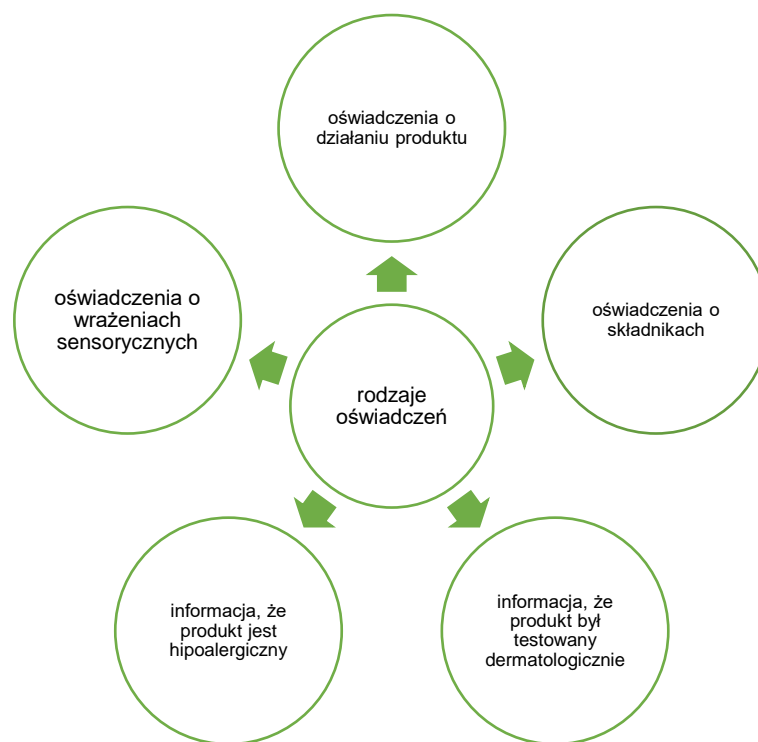 oświadczenia o
działaniu produktu
oświadczenia o
wrażeniach
sensorycznych
oświadczenia o
składnikach
rodzaje
oświadczeń
informacja, że
produkt jest
hipoalergiczny
informacja, że
produkt był
testowany
dermatologicznie